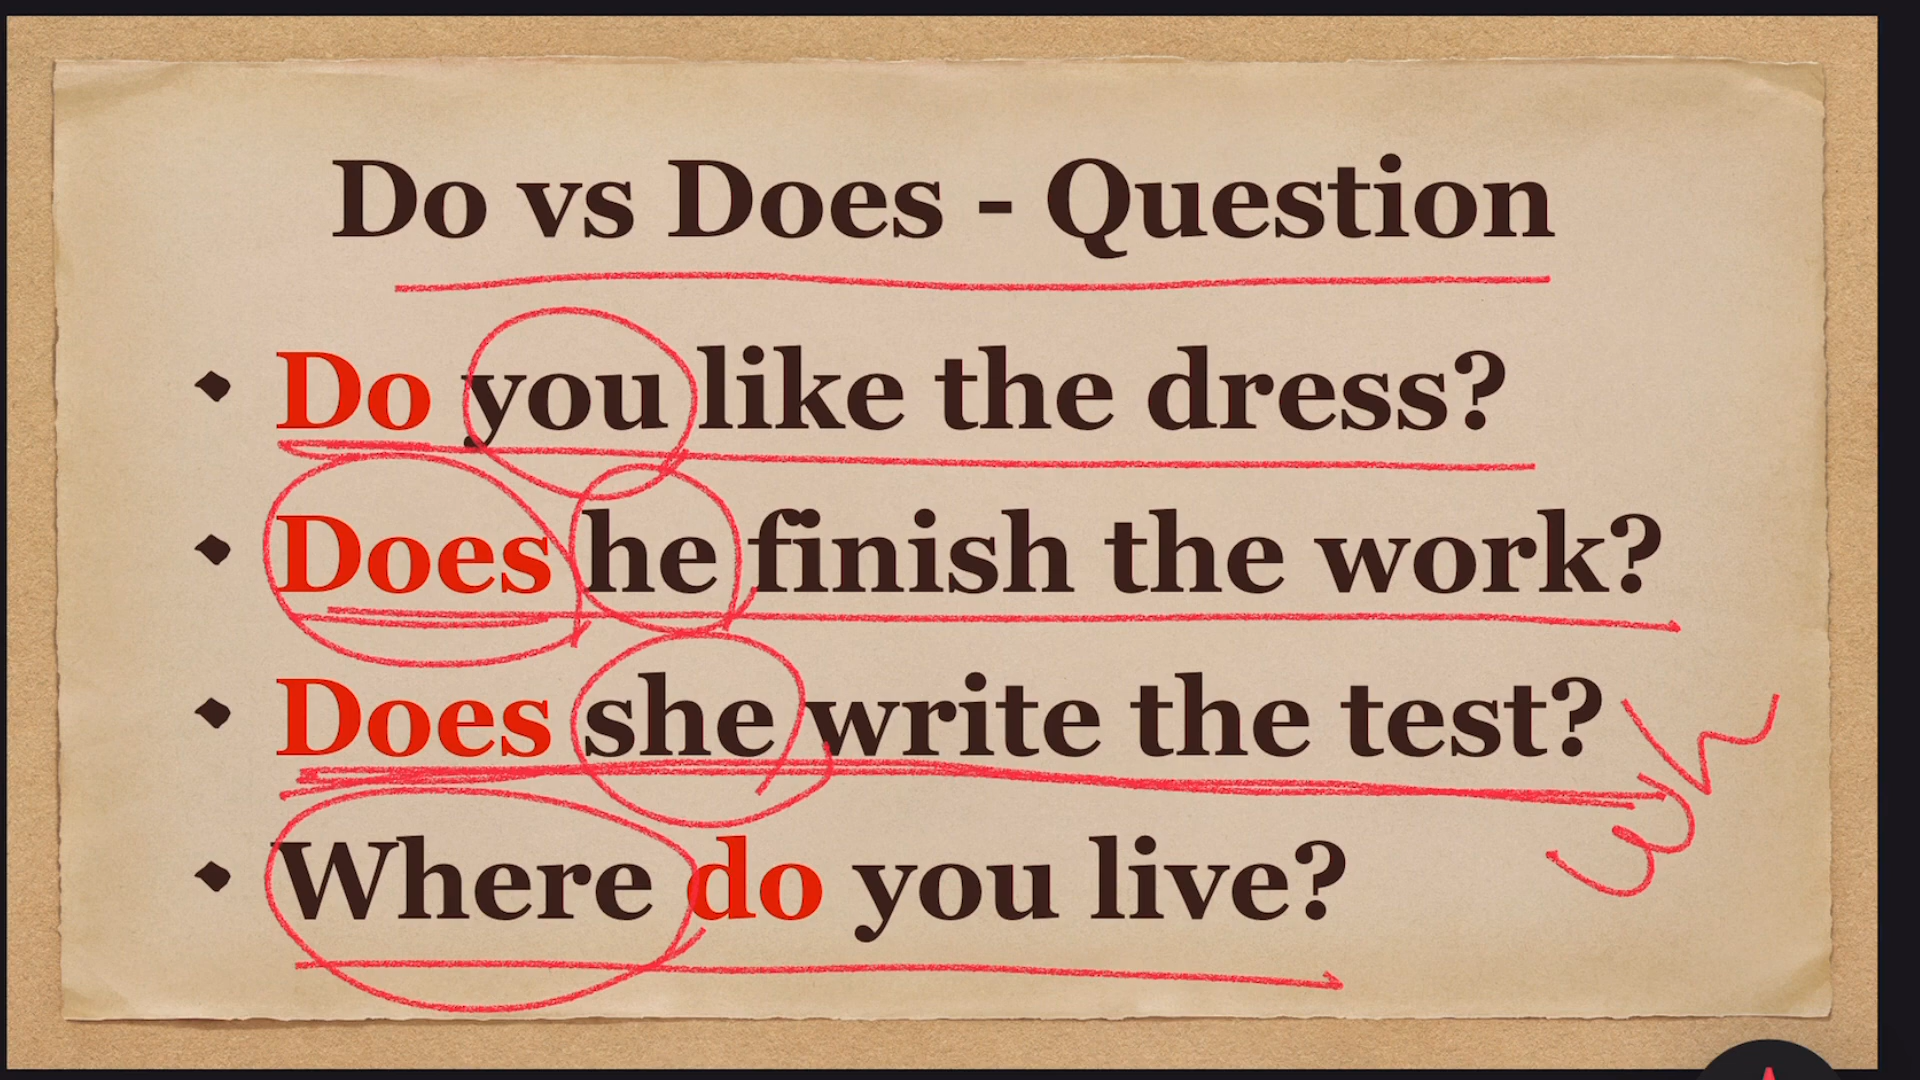 Do vs Does - Question
• Do you like the dress?
• Does he finish the work?
• Does she write the test?
• Where do you live?
wh